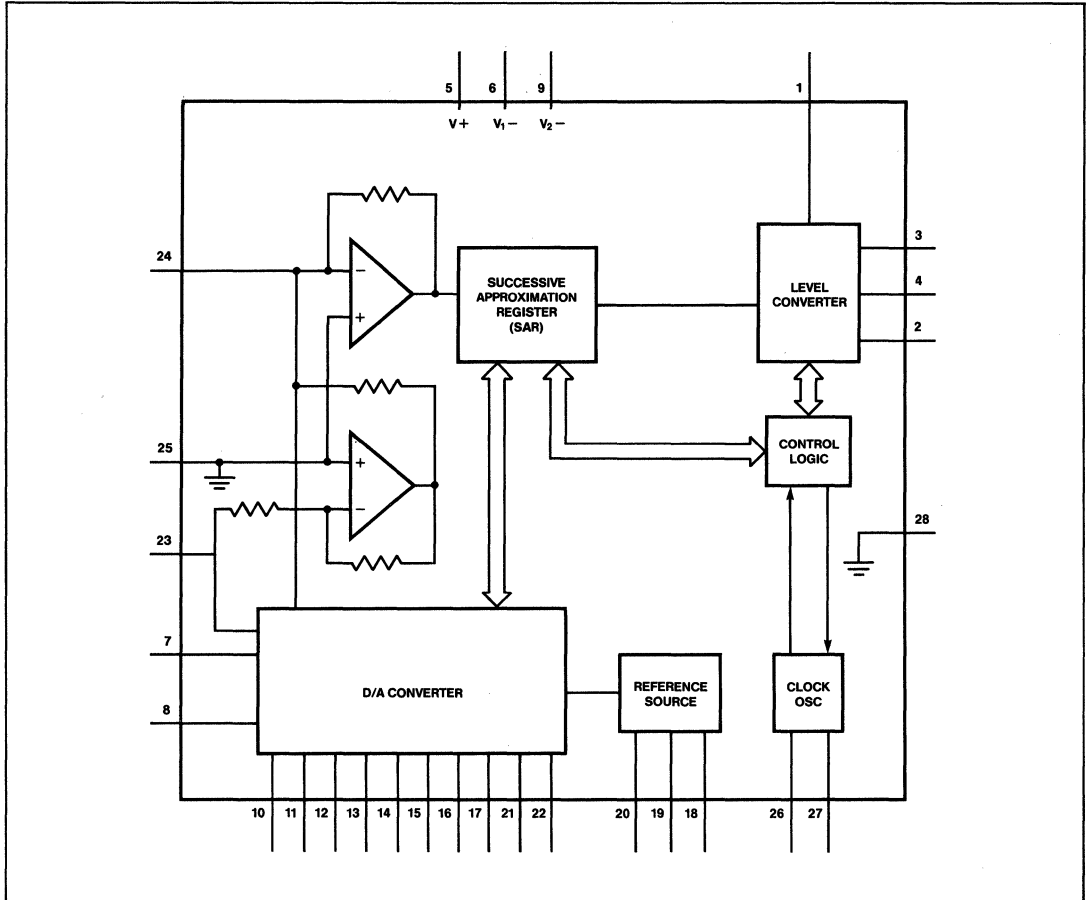 5 6 9 1
V+ V₁− V₂−
24
−
+
SUCCESSIVE
APPROXIMATION
REGISTER
(SAR)
LEVEL
CONVERTER
3
4
2
25
+
−
CONTROL
LOGIC
23
28
7
8
D/A CONVERTER
REFERENCE
SOURCE
CLOCK
OSC
10 11 12 13 14 15 16 17 21 22 20 19 18 26 27